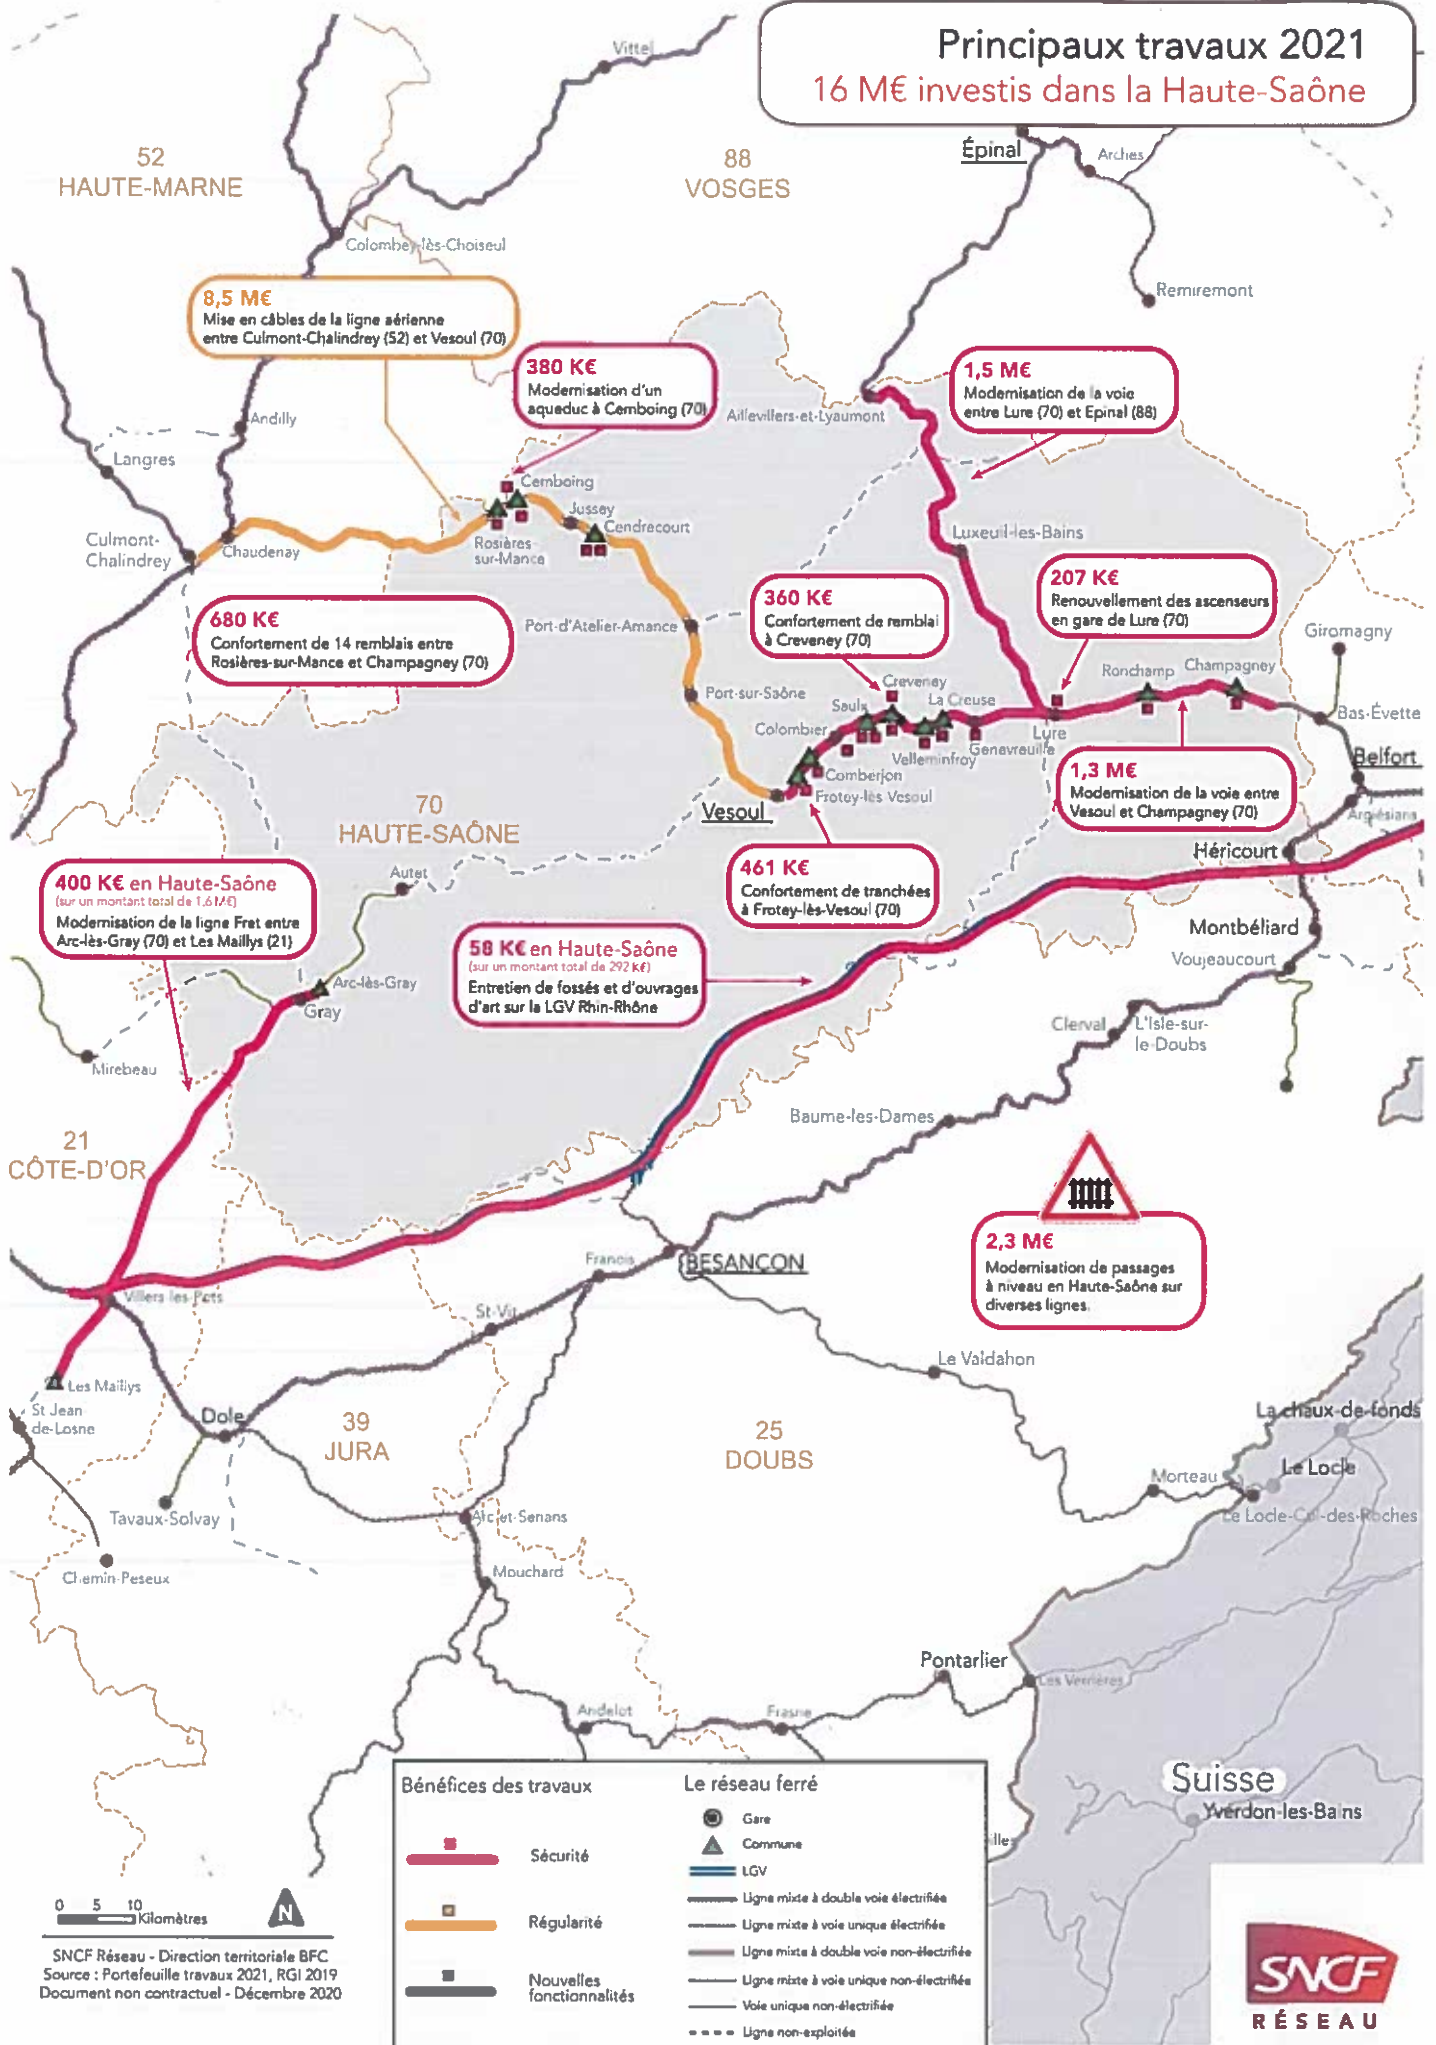 Principaux travaux 2021
16 M€ investis dans la Haute-Saône
Vittel
52
HAUTE-MARNE
88
VOSGES
Épinal
Arches
Colombey-lès-Choiseul
Remiremont
8,5 M€
Mise en câbles de la ligne aérienne
entre Culmont-Chalindrey (52) et Vesoul (70)
380 K€
Modernisation d'un
aqueduc à Cemboing (70)
1,5 M€
Modernisation de la voie
entre Lure (70) et Epinal (88)
Aillevillers-et-Lyaumont
Andilly
Langres
Cemboing
Jussey
Cendrecourt
Culmont-
Chalindrey
Chaudenay
Rosières-
sur-Mance
Luxeuil-les-Bains
680 K€
Confortement de 14 remblais entre
Rosières-sur-Mance et Champagney (70)
Port-d'Atelier-Amance
360 K€
Confortement de remblai
à Creveney (70)
207 K€
Renouvellement des ascenseurs
en gare de Lure (70)
Giromagny
Ronchamp
Champagney
Port-sur-Saône
Creveney
Saulx
La Creuse
Colombier
Bas-Évette
Lure
Genevreuille
Velleminfroy
Comberjon
Frotey-lès Vesoul
Vesoul
Belfort
1,3 M€
Modernisation de la voie entre
Vesoul et Champagney (70)
Argiésians
70
HAUTE-SAÔNE
Héricourt
400 K€ en Haute-Saône
(sur un montant total de 1,6 M€)
Modernisation de la ligne Fret entre
Arc-lès-Gray (70) et Les Maillys (21)
Autet
461 K€
Confortement de tranchées
à Frotey-lès-Vesoul (70)
Montbéliard
58 K€ en Haute-Saône
(sur un montant total de 292 K€)
Entretien de fossés et d'ouvrages
d'art sur la LGV Rhin-Rhône
Voujeaucourt
Arc-lès-Gray
Gray
Mirebeau
Clerval
L'Isle-sur-
le-Doubs
Baume-les-Dames
21
CÔTE-D'OR
2,3 M€
Modernisation de passages
à niveau en Haute-Saône sur
diverses lignes.
Franois
BESANCON
Villers les Pots
St-Vit
Le Valdahon
Les Maillys
St Jean
de-Losne
Dole
39
JURA
25
DOUBS
La chaux-de-fonds
Le Locle
Morteau
Le Locle-Col-des-Roches
Tavaux-Solvay
Arc-et-Senans
Chemin-Peseux
Mouchard
Pontarlier
Les Verrières
Andelot
Frasne
Suisse
Yverdon-les-Bains
Bénéfices des travaux
Sécurité
Régularité
Nouvelles
fonctionnalités
Le réseau ferré
Gare
Commune
LGV
Ligne mixte à double voie électrifiée
Ligne mixte à voie unique électrifiée
Ligne mixte à double voie non-électrifiée
Ligne mixte à voie unique non-électrifiée
Voie unique non-électrifiée
Ligne non-exploitée
0 5 10
Kilomètres
N
SNCF Réseau - Direction territoriale BFC
Source : Portefeuille travaux 2021, RGI 2019
Document non contractuel - Décembre 2020
SNCF
RÉSEAU